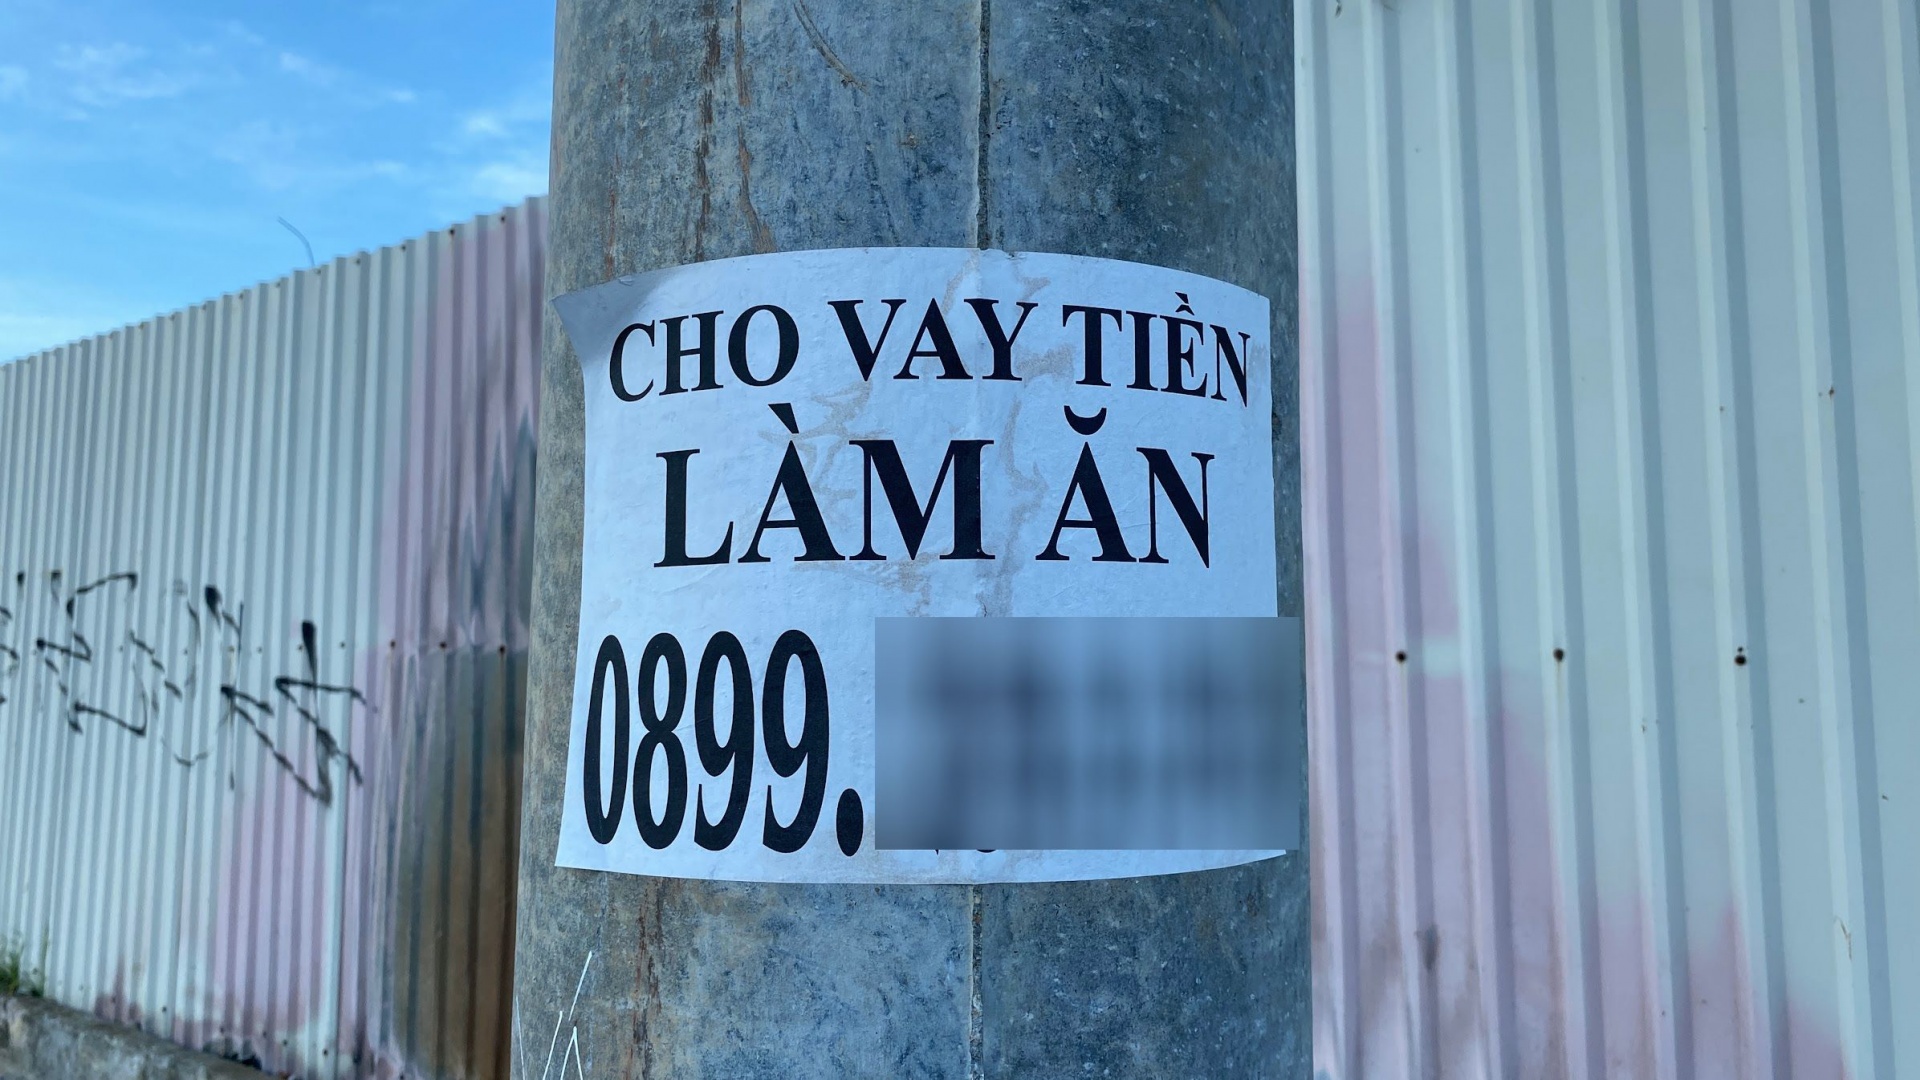 CHO VAY TIỀN
LÀM ĂN
0899.